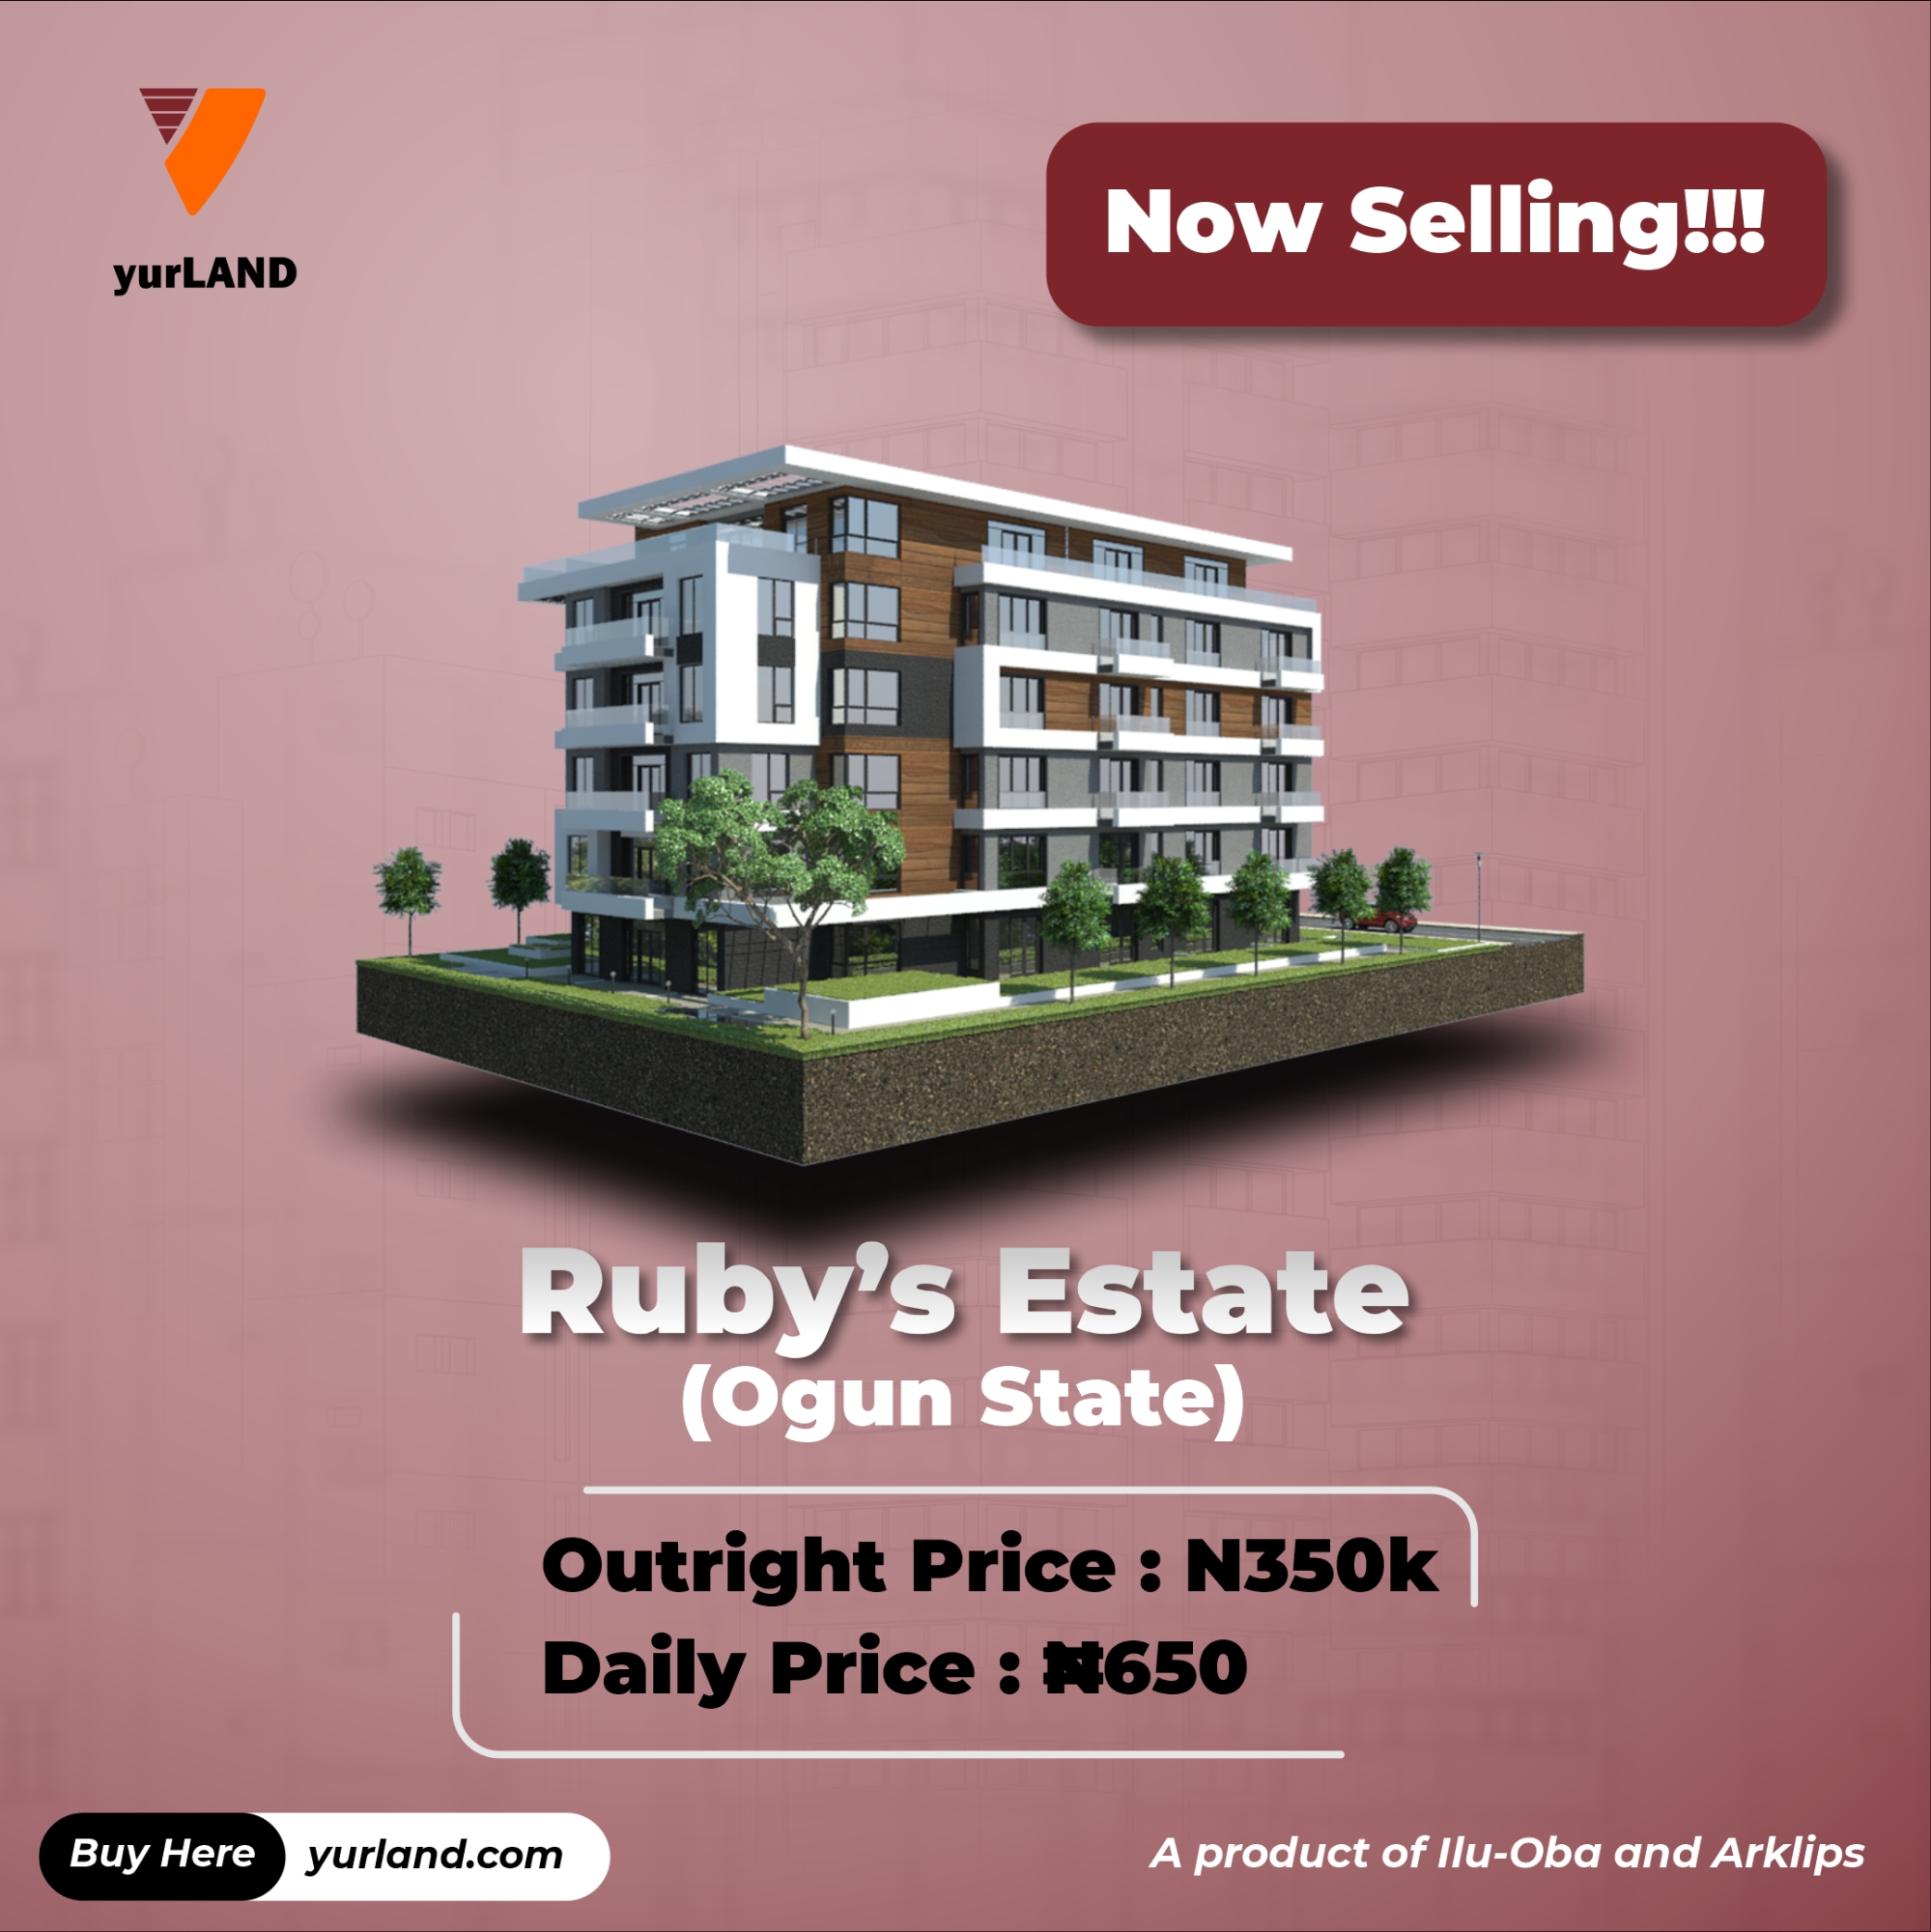 yurLAND
Now Selling!!!
Ruby’s Estate
(Ogun State)
Outright Price : N350k
Daily Price : ₦650
Buy Here yurland.com
A product of Ilu-Oba and Arklips